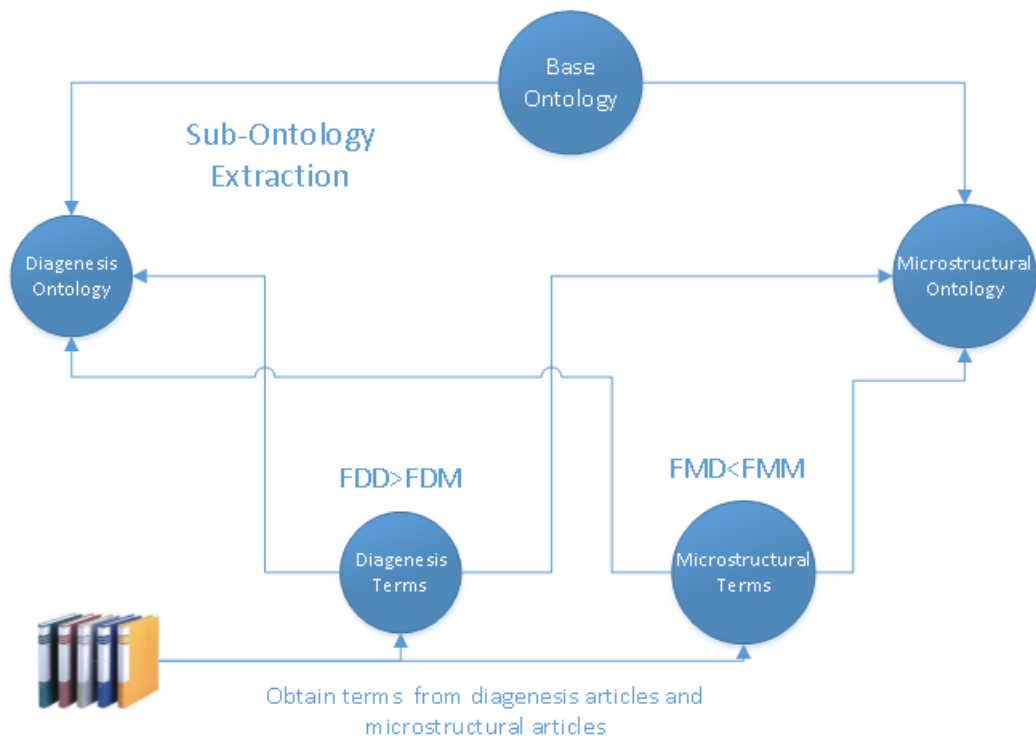 Base
Ontology
Sub-Ontology
Extraction
Diagenesis
Ontology
Microstructural
Ontology
FDD>FDM
FMD<FMM
Diagenesis
Terms
Microstructural
Terms
Obtain terms from diagenesis articles and
microstructural articles